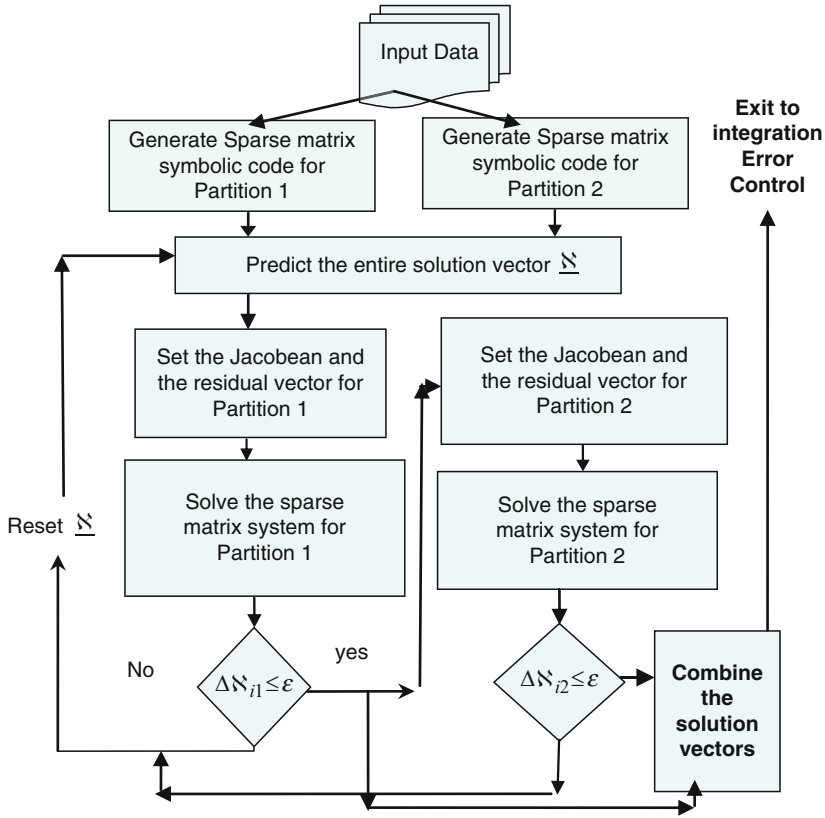 Input Data
Generate Sparse matrix
symbolic code for
Partition 1
Generate Sparse matrix
symbolic code for
Partition 2
Exit to
integration
Error
Control
Predict the entire solution vector ℵ
Set the Jacobean and
the residual vector for
Partition 1
Set the Jacobean and
the residual vector for
Partition 2
Solve the sparse
matrix system for
Partition 1
Solve the sparse
matrix system for
Partition 2
Reset ℵ
No
yes
Δℵi1≤ε
Δℵi2≤ε
Combine
the
solution
vectors